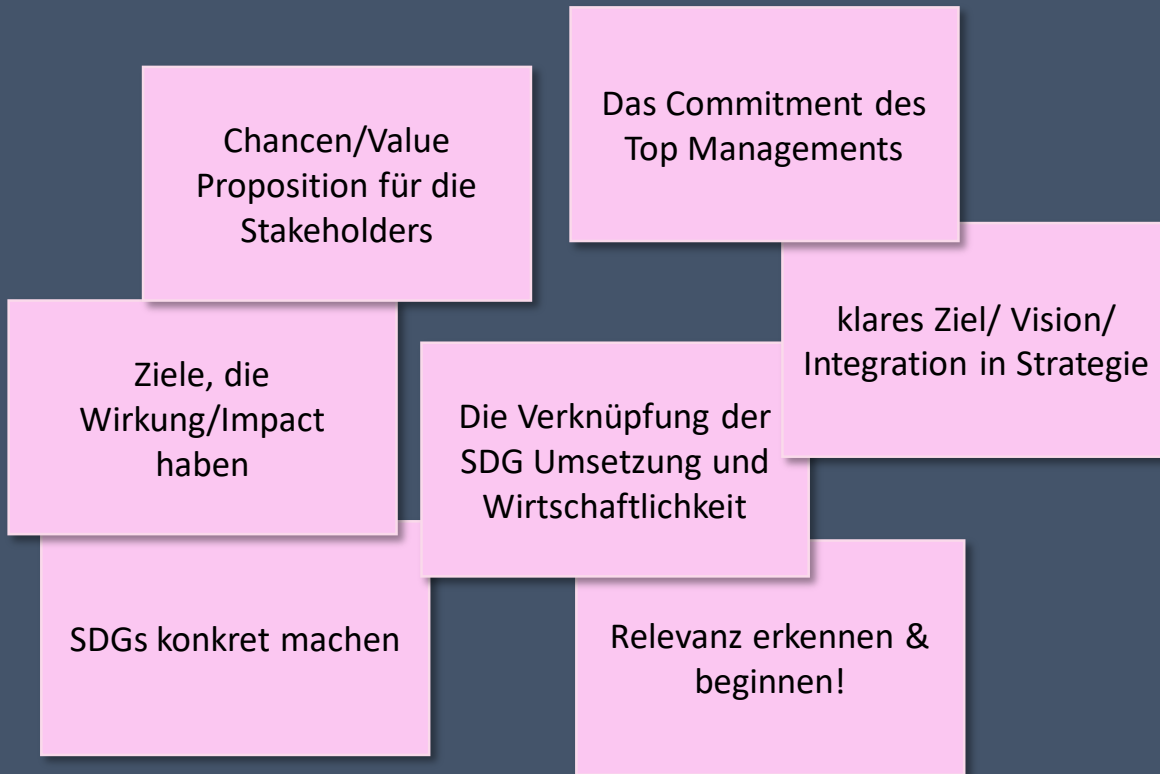 Das Commitment des
Top Managements
Chancen/Value
Proposition für die
Stakeholders
klares Ziel/ Vision/
Integration in Strategie
Ziele, die
Wirkung/Impact
haben
Die Verknüpfung der
SDG Umsetzung und
Wirtschaftlichkeit
SDGs konkret machen
Relevanz erkennen &
beginnen!